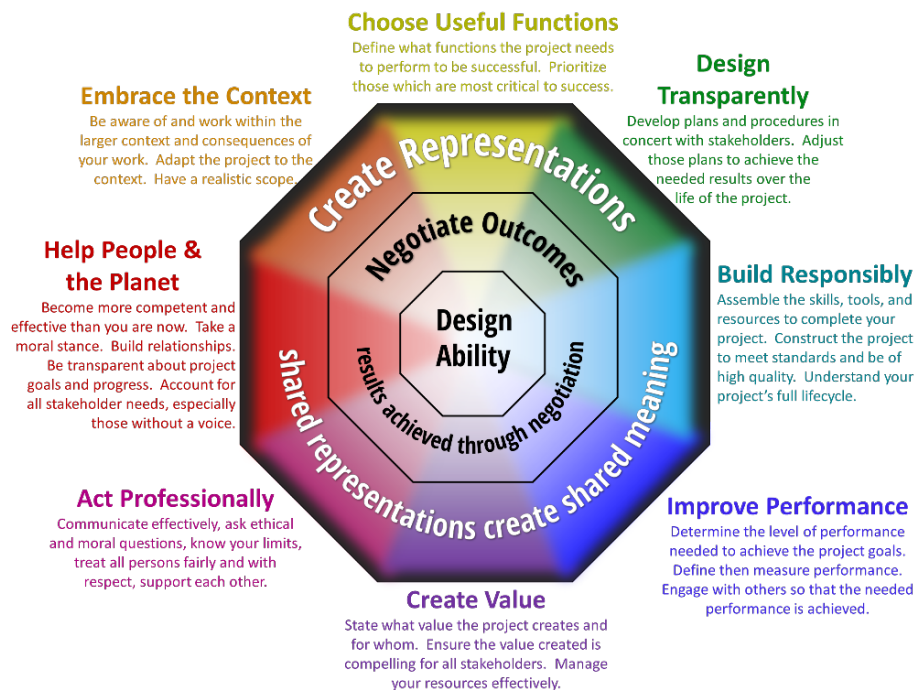 Choose Useful Functions
Define what functions the project needs
to perform to be successful.  Prioritize
those which are most critical to success.
Design
Transparently
Develop plans and procedures in
concert with stakeholders.  Adjust
those plans to achieve the
needed results over the
life of the project.
Embrace the Context
Be aware of and work within the
larger context and consequences of
your work.  Adapt the project to the
context.  Have a realistic scope.
Create Representations
Negotiate Outcomes
Design
Ability
results achieved through negotiation
shared representations create shared meaning
Help People &
the Planet
Become more competent and
effective than you are now.  Take a
moral stance.  Build relationships.
Be transparent about project
goals and progress.  Account for
all stakeholder needs, especially
those without a voice.
Build Responsibly
Assemble the skills, tools, and
resources to complete your
project.  Construct the project
to meet standards and be of
high quality.  Understand your
project's full lifecycle.
Act Professionally
Communicate effectively, ask ethical
and moral questions, know your limits,
treat all persons fairly and with
respect, support each other.
Improve Performance
Determine the level of performance
needed to achieve the project goals.
Define then measure performance.
Engage with others so that the needed
performance is achieved.
Create Value
State what value the project creates and
for whom.  Ensure the value created is
compelling for all stakeholders.  Manage
your resources effectively.